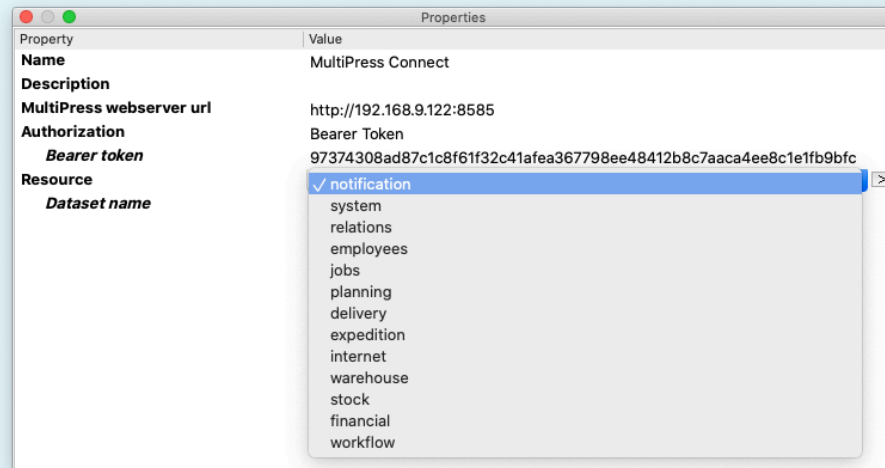 Properties
Property Value
Name MultiPress Connect
Description
MultiPress webserver url http://192.168.9.122:8585
Authorization Bearer Token
Bearer token 97374308ad87c1c8f61f32c41afea367798ee48412b8c7aaca4ee8c1e1fb9bfc
Resource ✓ notification >
Dataset name system
relations
employees
jobs
planning
delivery
expedition
internet
warehouse
stock
financial
workflow